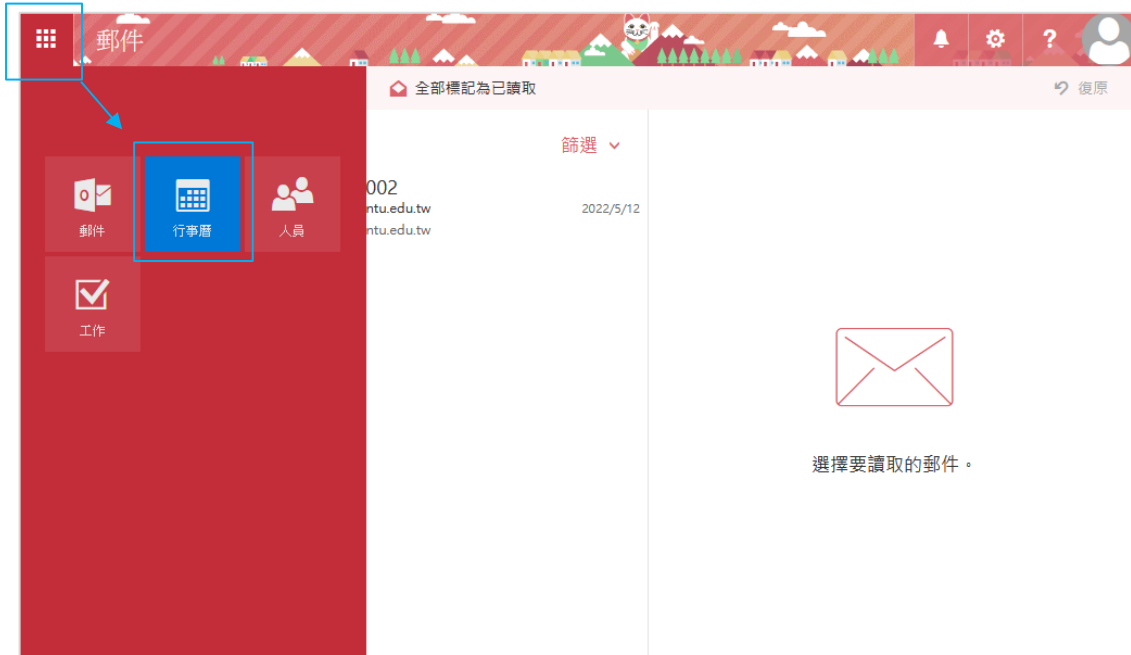 郵件
?
全部標記為已讀取
復原
篩選
002
ntu.edu.tw
2022/5/12
ntu.edu.tw
O
郵件
行事曆
人員
工作
選擇要讀取的郵件。